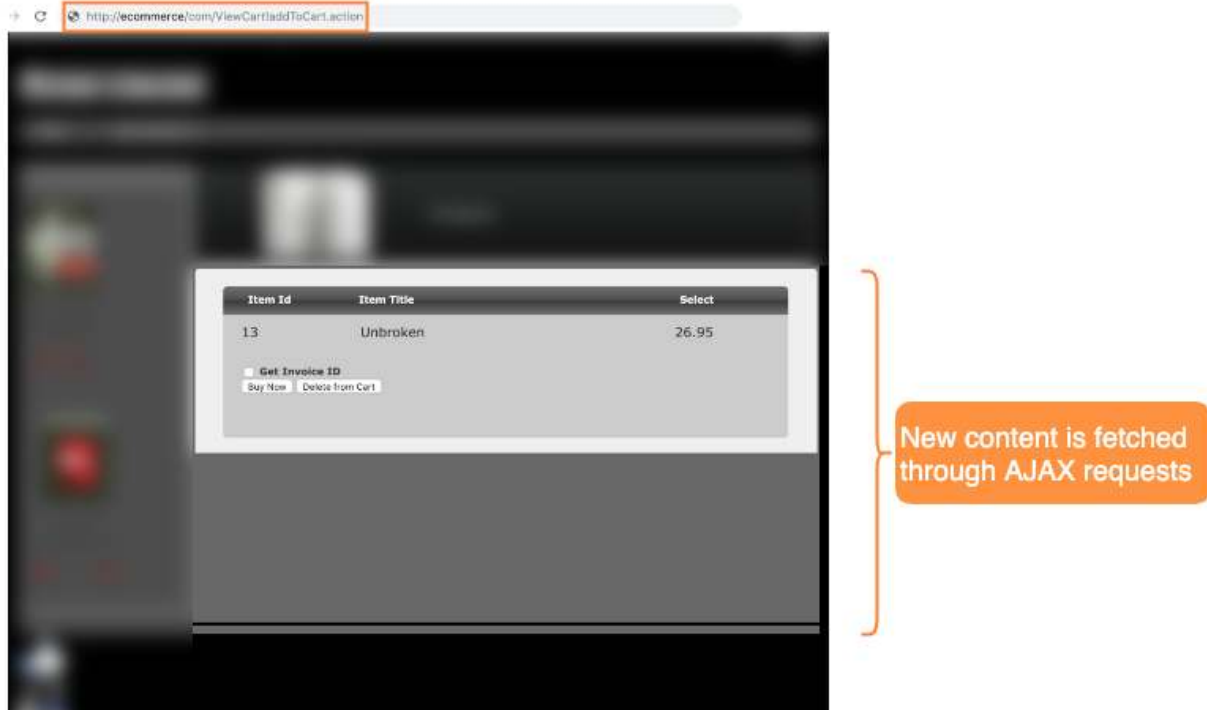 http://ecommerce/com/ViewCart!addToCart.action
Item Id Item Title Select
13 Unbroken 26.95
Get Invoice ID
Buy Now Delete from Cart
New content is fetched
through AJAX requests